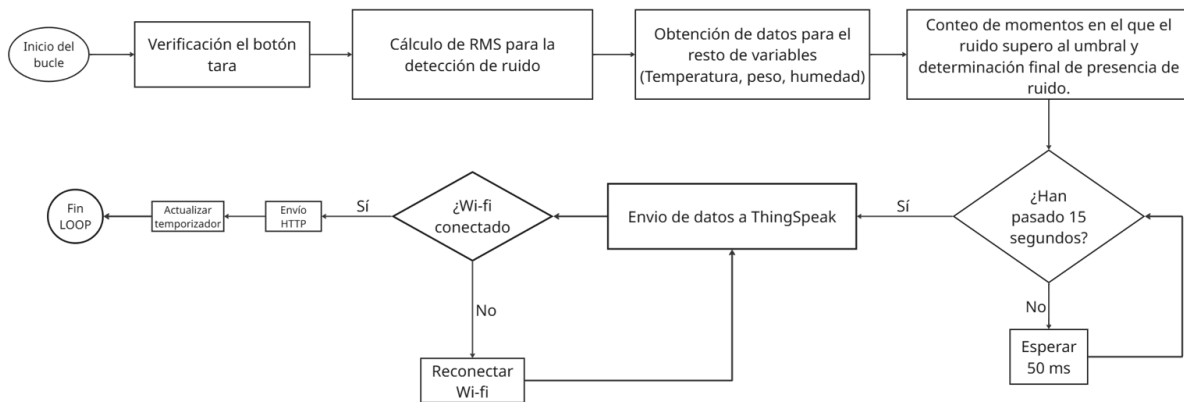 Inicio del
bucle
Verificación el botón
tara
Cálculo de RMS para la
detección de ruido
Obtención de datos para el
resto de variables
(Temperatura, peso, humedad)
Conteo de momentos en el que el
ruido supero al umbral y
determinación final de presencia de
ruido.
¿Han
pasado 15
segundos?
Sí
No
Esperar
50 ms
Envio de datos a ThingSpeak
¿Wi-fi
conectado
Sí
No
Reconectar
Wi-fi
Envío
HTTP
Actualizar
temporizador
Fin
LOOP